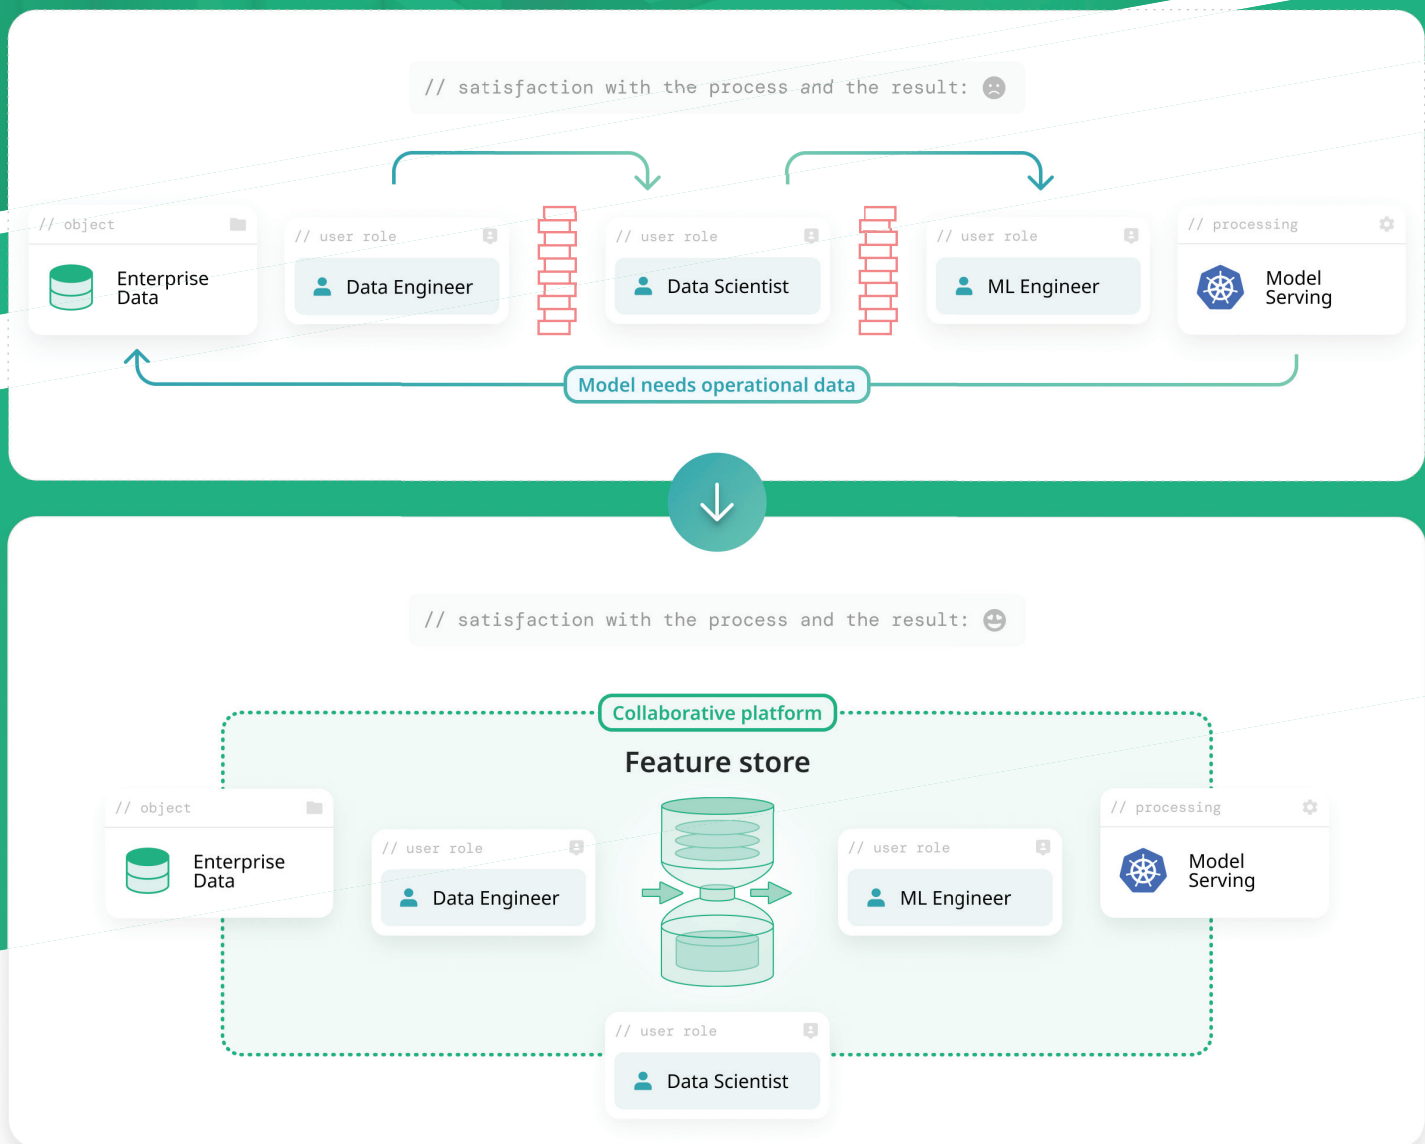 // satisfaction with the process and the result:
// object
Enterprise
Data
// user role
Data Engineer
// user role
Data Scientist
// user role
ML Engineer
// processing
Model
Serving
Model needs operational data
// satisfaction with the process and the result:
Collaborative platform
Feature store
// object
Enterprise
Data
// user role
Data Engineer
// user role
ML Engineer
// processing
Model
Serving
// user role
Data Scientist